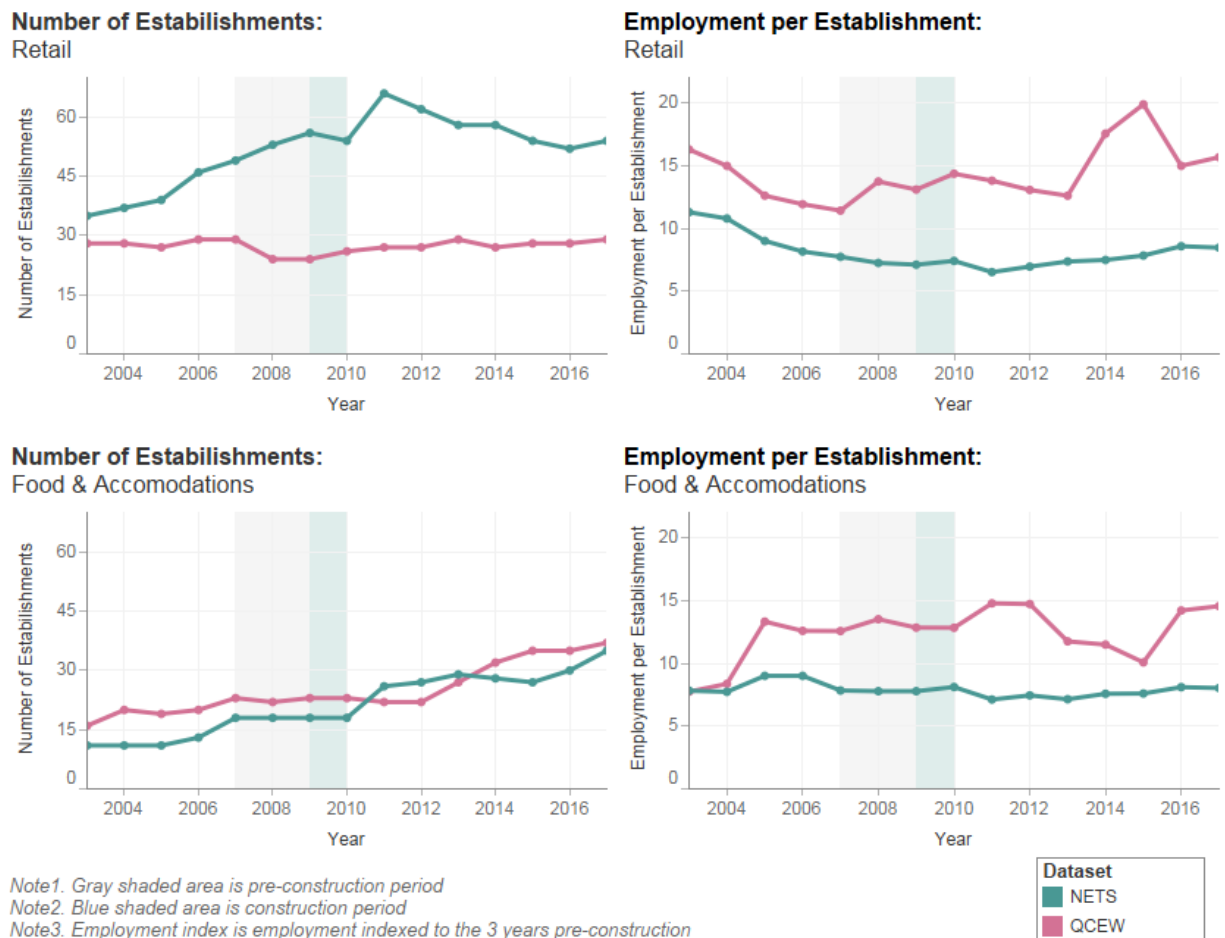 Number of Estabilishments:
Retail
Number of Establishments
60
45
30
15
0
2004 2006 2008 2010 2012 2014 2016
Year
Employment per Establishment:
Retail
Employment per Establishment
20
15
10
5
0
2004 2006 2008 2010 2012 2014 2016
Year
Number of Estabilishments:
Food & Accomodations
Number of Establishments
60
45
30
15
0
2004 2006 2008 2010 2012 2014 2016
Year
Employment per Establishment:
Food & Accomodations
Employment per Establishment
20
15
10
5
0
2004 2006 2008 2010 2012 2014 2016
Year
Note1. Gray shaded area is pre-construction period
Note2. Blue shaded area is construction period
Note3. Employment index is employment indexed to the 3 years pre-construction
Dataset
NETS
QCEW